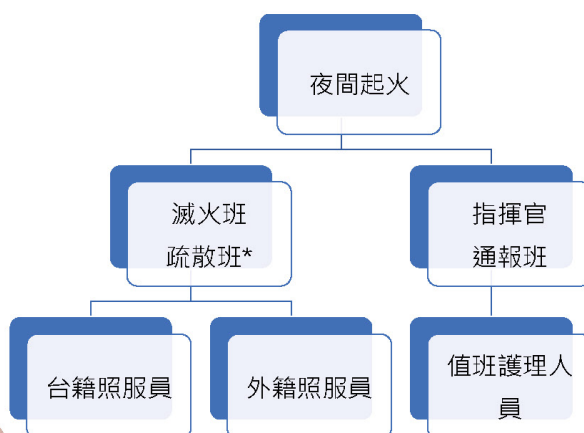 夜間起火
滅火班
疏散班*
指揮官
通報班
台籍照服員
外籍照服員
值班護理人
員